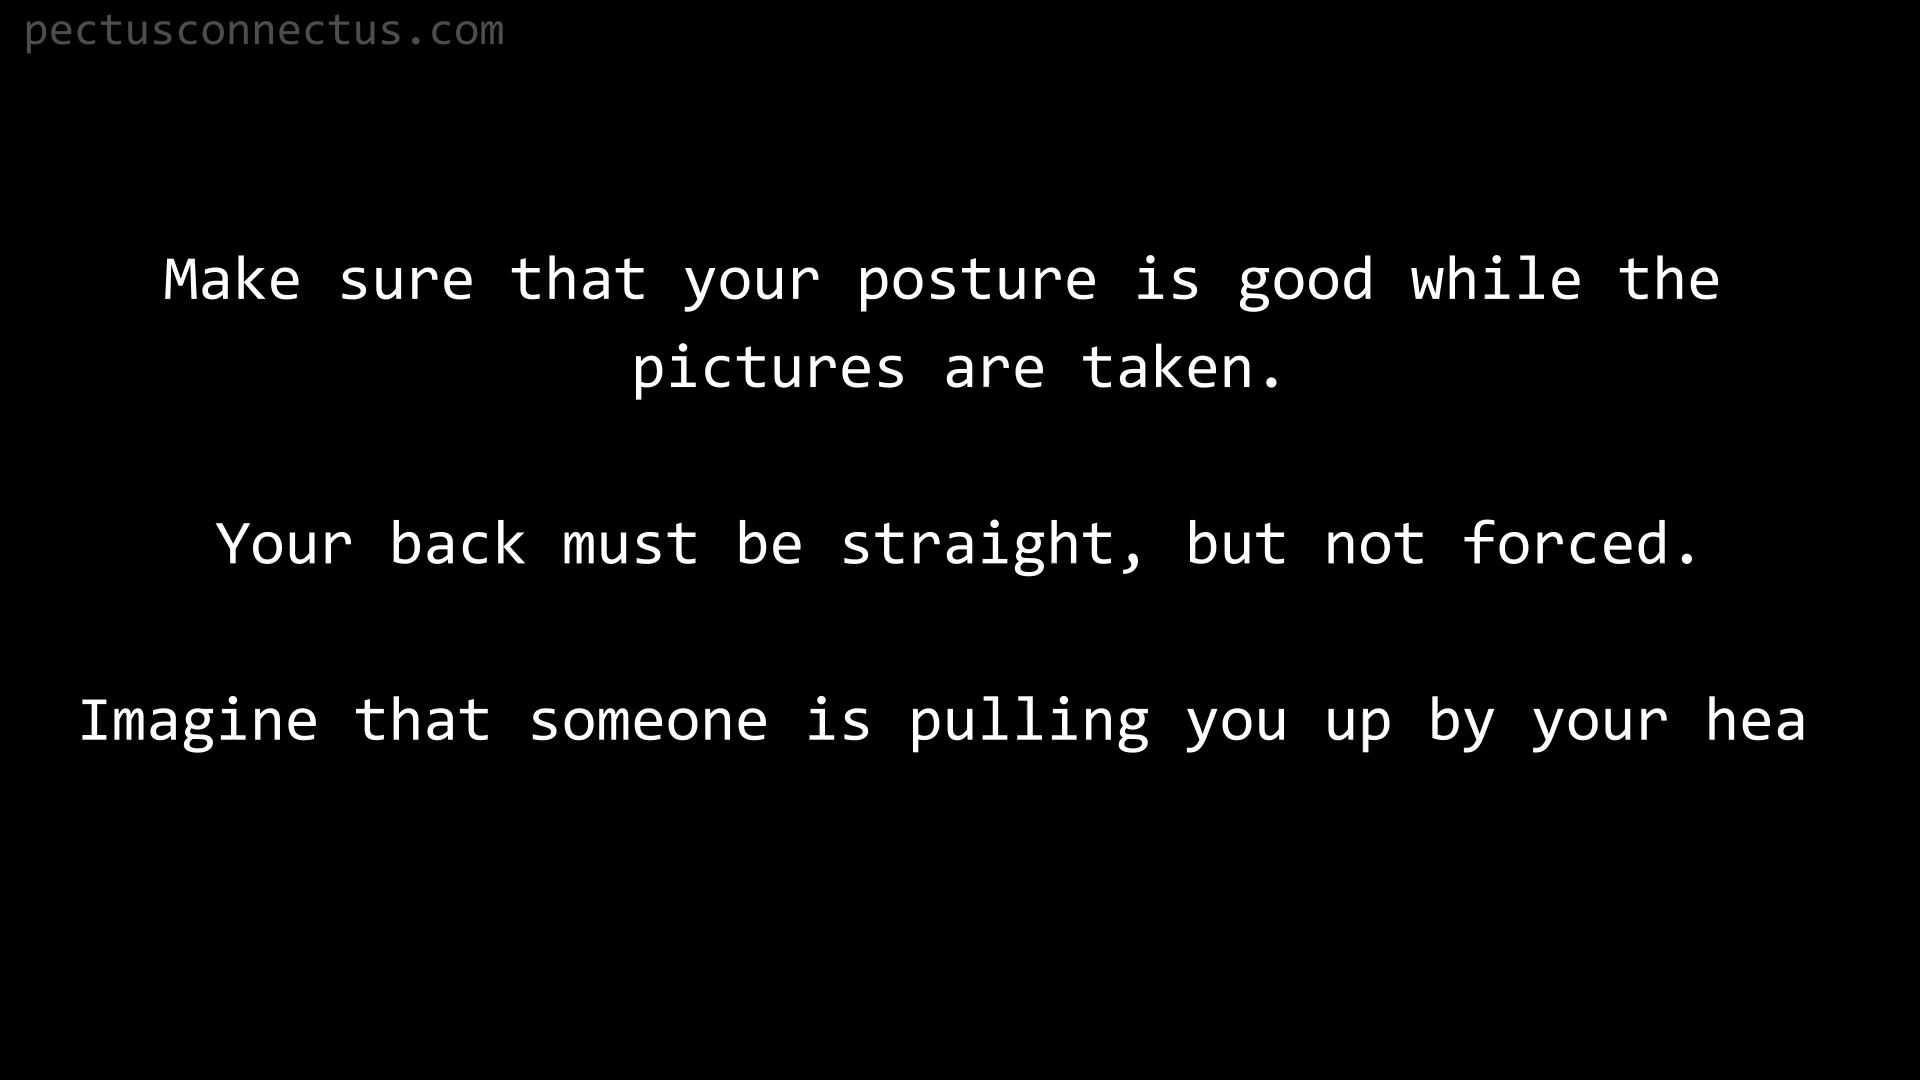 pectusconnectus.com
Make sure that your posture is good while the
pictures are taken.
Your back must be straight, but not forced.
Imagine that someone is pulling you up by your hea